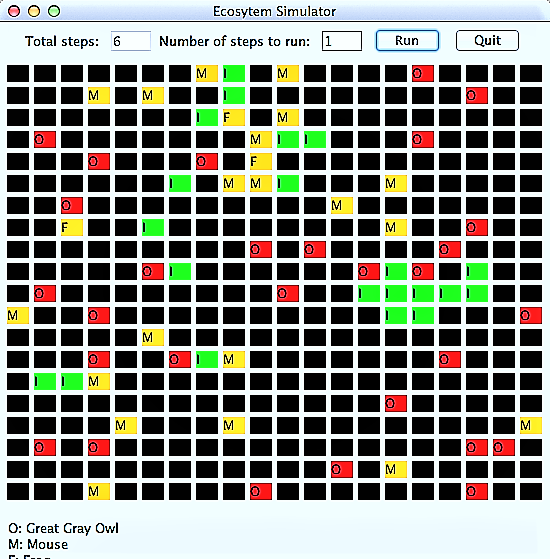 Ecosytem Simulator
Total steps: 6 Number of steps to run: 1 Run Quit
M I M O
M M I O
I F M
O M I I O
O O F
I M M I M
O M
F I M O
O O O
O I O I O I
O O I I I I I
M O I I O
M
O O I M O
I I M
O
M M M
O O O O
O M
M O O
O: Great Gray Owl
M: Mouse
F: Frog